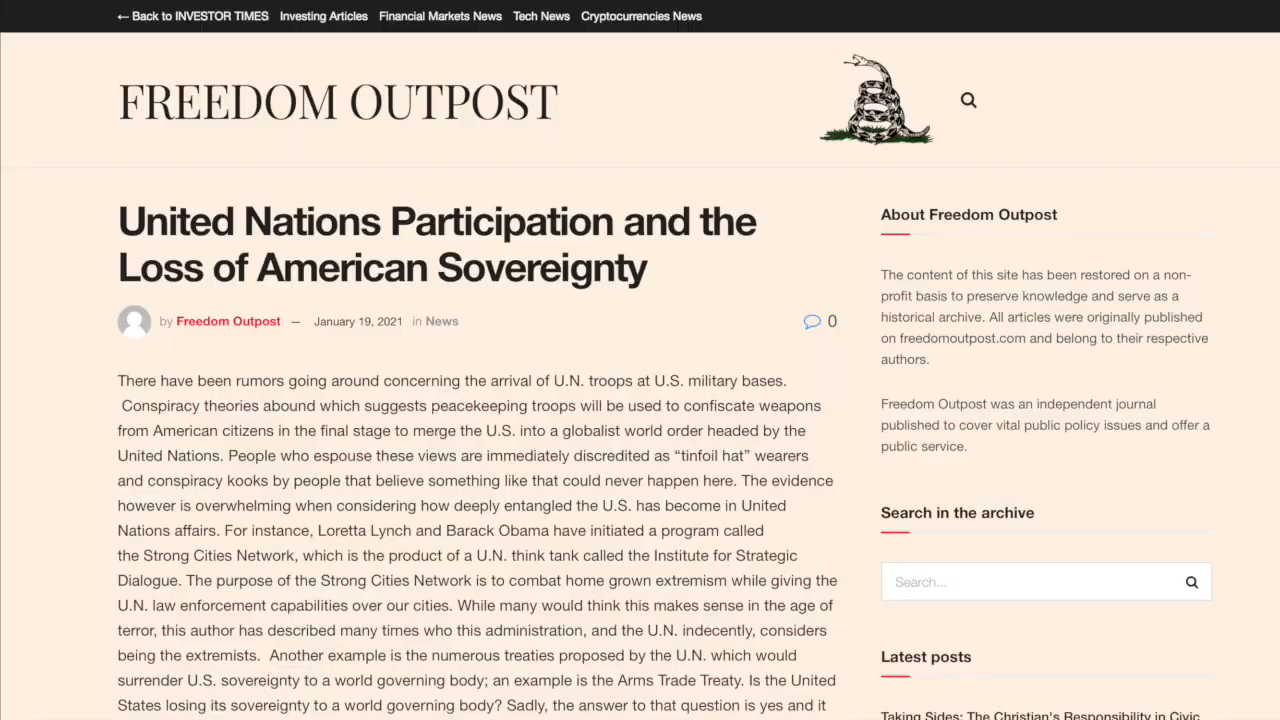 ← Back to INVESTOR TIMES Investing Articles Financial Markets News Tech News Cryptocurrencies News
FREEDOM OUTPOST
United Nations Participation and the
Loss of American Sovereignty
by Freedom Outpost — January 19, 2021 in News 0
There have been rumors going around concerning the arrival of U.N. troops at U.S. military bases.
Conspiracy theories abound which suggests peacekeeping troops will be used to confiscate weapons
from American citizens in the final stage to merge the U.S. into a globalist world order headed by the
United Nations. People who espouse these views are immediately discredited as “tinfoil hat” wearers
and conspiracy kooks by people that believe something like that could never happen here. The evidence
however is overwhelming when considering how deeply entangled the U.S. has become in United
Nations affairs. For instance, Loretta Lynch and Barack Obama have initiated a program called
the Strong Cities Network, which is the product of a U.N. think tank called the Institute for Strategic
Dialogue. The purpose of the Strong Cities Network is to combat home grown extremism while giving the
U.N. law enforcement capabilities over our cities. While many would think this makes sense in the age of
terror, this author has described many times who this administration, and the U.N. indecently, considers
being the extremists. Another example is the numerous treaties proposed by the U.N. which would
surrender U.S. sovereignty to a world governing body; an example is the Arms Trade Treaty. Is the United
States losing its sovereignty to a world governing body? Sadly, the answer to that question is yes and it
About Freedom Outpost
The content of this site has been restored on a non-
profit basis to preserve knowledge and serve as a
historical archive. All articles were originally published
on freedomoutpost.com and belong to their respective
authors.
Freedom Outpost was an independent journal
published to cover vital public policy issues and offer a
public service.
Search in the archive
Search...
Latest posts
Taking Sides: The Christian's Responsibility in Civic